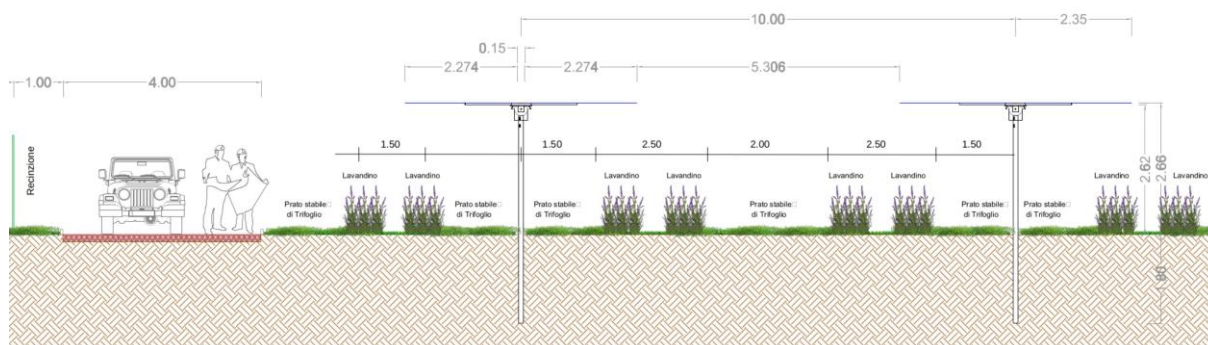 10.00
2.35
0.15
2.274
2.274
5.306
1.00
4.00
1.50
1.50
2.50
2.00
2.50
1.50
Recinzione
Lavandino
Lavandino
Lavandino
Lavandino
Lavandino
Lavandino
Lavandino
Lavandino
Prato stabile
di Trifoglio
Prato stabile
di Trifoglio
Prato stabile
di Trifoglio
Prato stabile
di Trifoglio
Prato stabile
di Trifoglio
Prato stabile
di Trifoglio
2.62
2.66
1.80